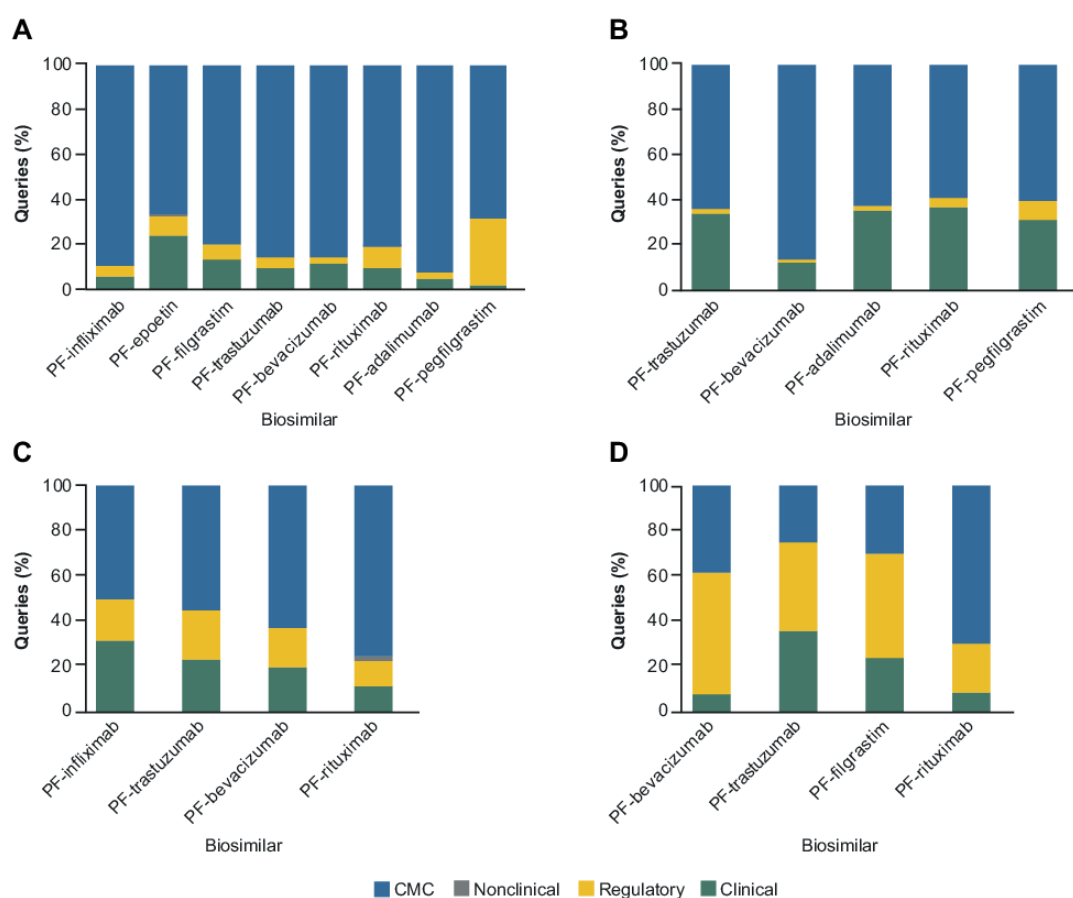 A
Queries (%)
100
80
60
40
20
0
PF-infliximab
PF-epoetin
PF-filgrastim
PF-trastuzumab
PF-bevacizumab
PF-rituximab
PF-adalimumab
PF-pegfilgrastim
Biosimilar
B
Queries (%)
100
80
60
40
20
0
PF-trastuzumab
PF-bevacizumab
PF-adalimumab
PF-rituximab
PF-pegfilgrastim
Biosimilar
C
Queries (%)
100
80
60
40
20
0
PF-infliximab
PF-trastuzumab
PF-bevacizumab
PF-rituximab
Biosimilar
D
Queries (%)
100
80
60
40
20
0
PF-bevacizumab
PF-trastuzumab
PF-filgrastim
PF-rituximab
Biosimilar
CMC Nonclinical Regulatory Clinical